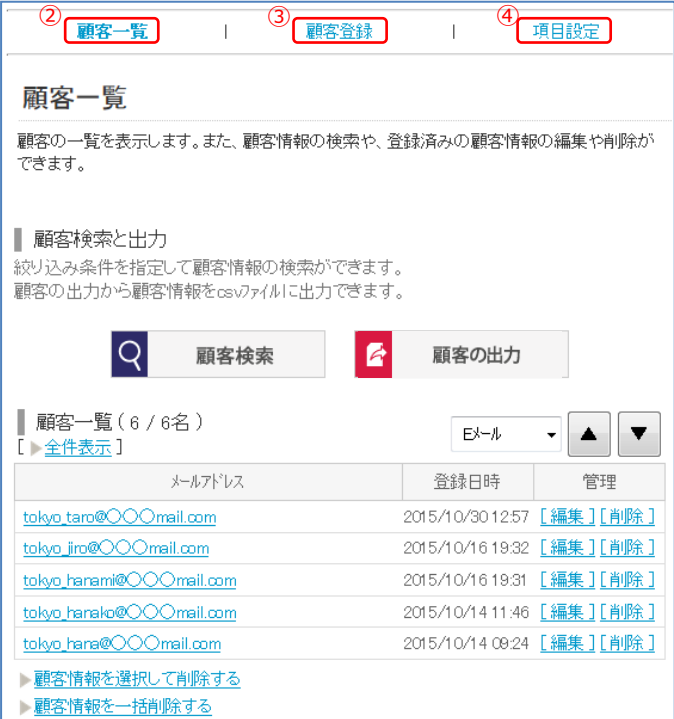 ② 顧客一覧 | ③ 顧客登録 | ④ 項目設定
顧客一覧
顧客の一覧を表示します。また、顧客情報の検索や、登録済みの顧客情報の編集や削除が
できます。
顧客検索と出力
絞り込み条件を指定して顧客情報の検索ができます。
顧客の出力から顧客情報をcsvファイルに出力できます。
顧客検索 顧客の出力
顧客一覧(6/6名)
[▶全件表示] Eメール ▼ ▲ ▼
メールアドレス 登録日時 管理
tokyo_taro@〇〇〇mail.com 2015/10/30 12:57 [編集][削除]
tokyo_jiro@〇〇〇mail.com 2015/10/16 19:32 [編集][削除]
tokyo_hanami@〇〇〇mail.com 2015/10/16 19:31 [編集][削除]
tokyo_hanako@〇〇〇mail.com 2015/10/14 11:46 [編集][削除]
tokyo_hana@〇〇〇mail.com 2015/10/14 09:24 [編集][削除]
▶顧客情報を選択して削除する
▶顧客情報を一括削除する